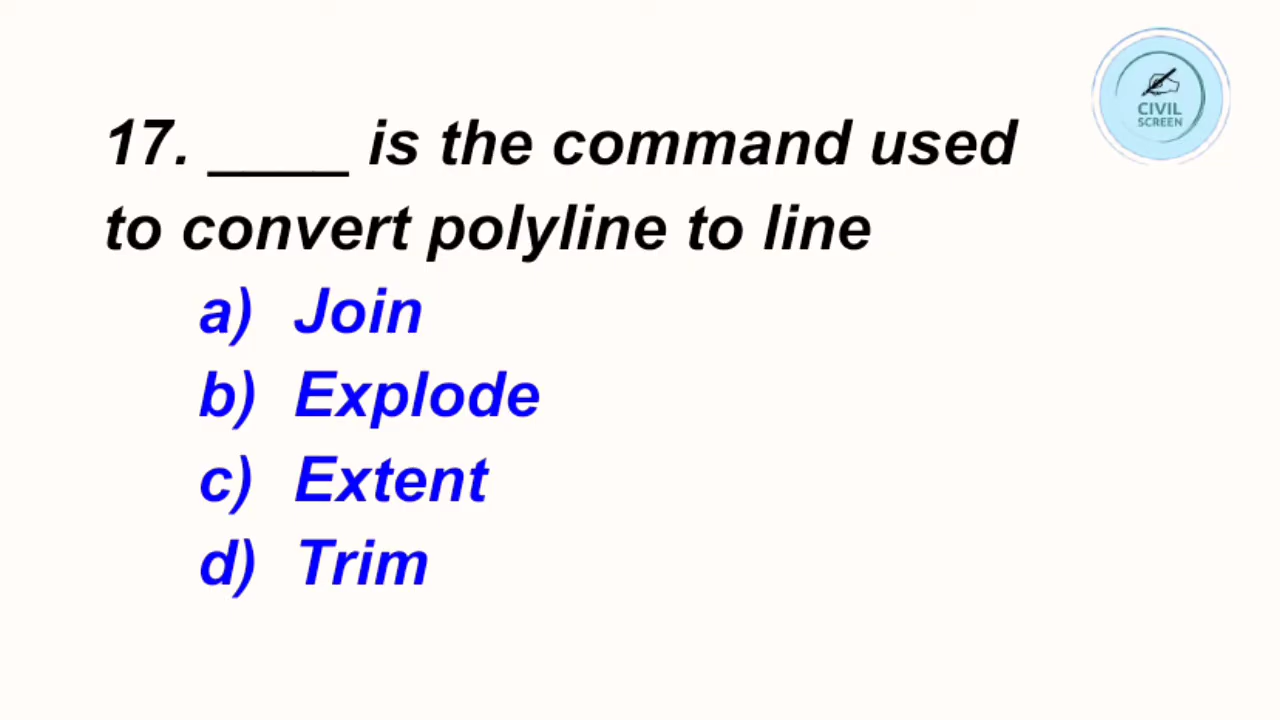 CIVIL
SCREEN
17. ____ is the command used
to convert polyline to line
a) Join
b) Explode
c) Extent
d) Trim